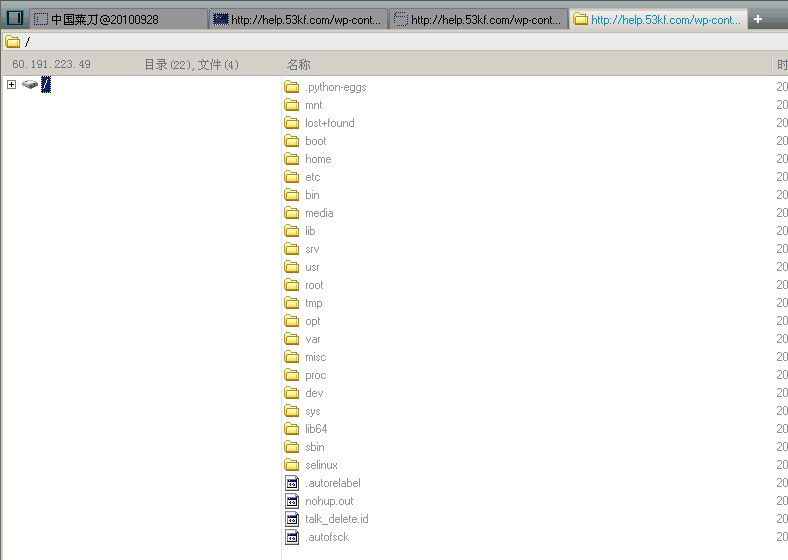 中国菜刀@20100928 http://help.53kf.com/wp-cont... http://help.53kf.com/wp-cont... http://help.53kf.com/wp-cont... +
/
60.191.223.49 目录(22),文件(4) 名称 时
/ .python-eggs 20
mnt 20
lost+found 20
boot 20
home 20
etc 20
bin 20
media 20
lib 20
srv 20
usr 20
root 20
tmp 20
opt 20
var 20
misc 20
proc 20
dev 20
sys 20
lib64 20
sbin 20
selinux 20
.autorelabel 20
nohup.out 20
talk_delete.id 20
.autofsck 20